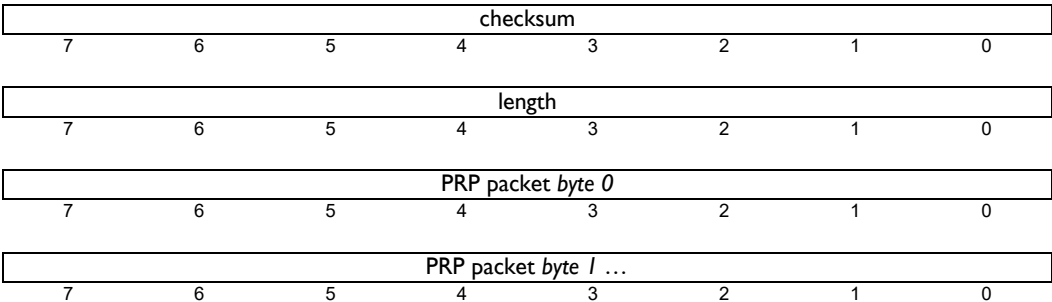 checksum
7 6 5 4 3 2 1 0
length
7 6 5 4 3 2 1 0
PRP packet byte 0
7 6 5 4 3 2 1 0
PRP packet byte 1 …
7 6 5 4 3 2 1 0